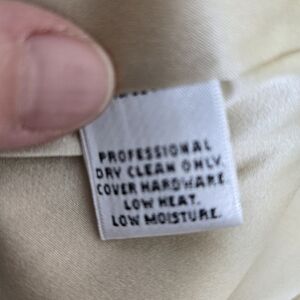 PROFESSIONAL
DRY CLEAN ONLY.
COVER HARDWARE.
LOW HEAT.
LOW MOISTURE.